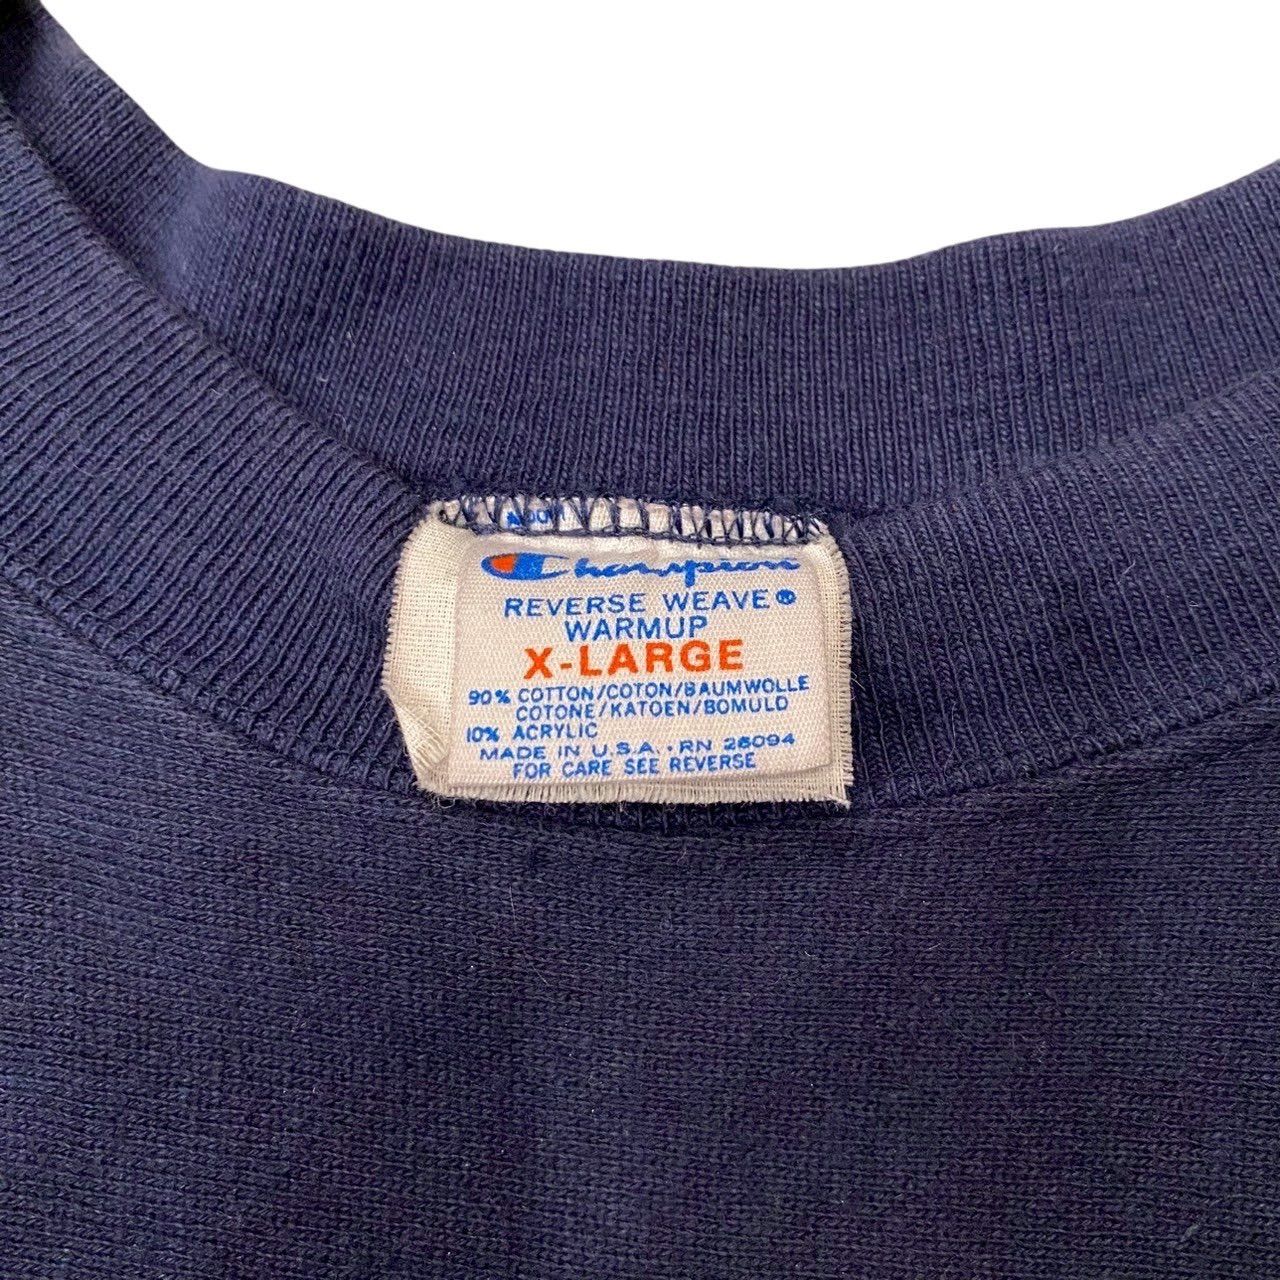 Champion
REVERSE WEAVE®
WARMUP
X-LARGE
90% COTTON/COTON/BAUMWOLLE
COTONE/KATOEN/BOMULD
10% ACRYLIC
MADE IN U.S.A. · RN 26094
FOR CARE SEE REVERSE